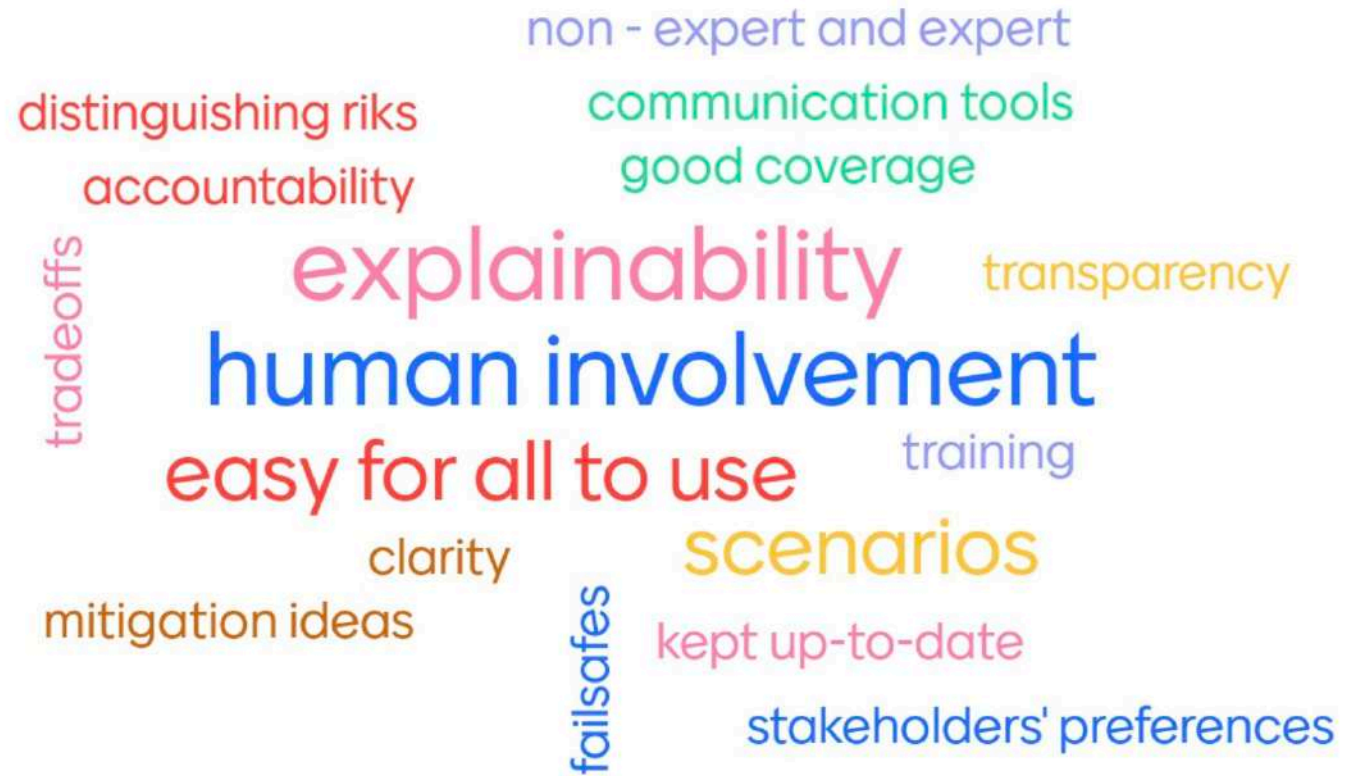 non - expert and expert
distinguishing riks
communication tools
accountability
good coverage
explainability
transparency
tradeoffs
human involvement
easy for all to use
training
clarity
scenarios
mitigation ideas
failsafes
kept up-to-date
stakeholders' preferences